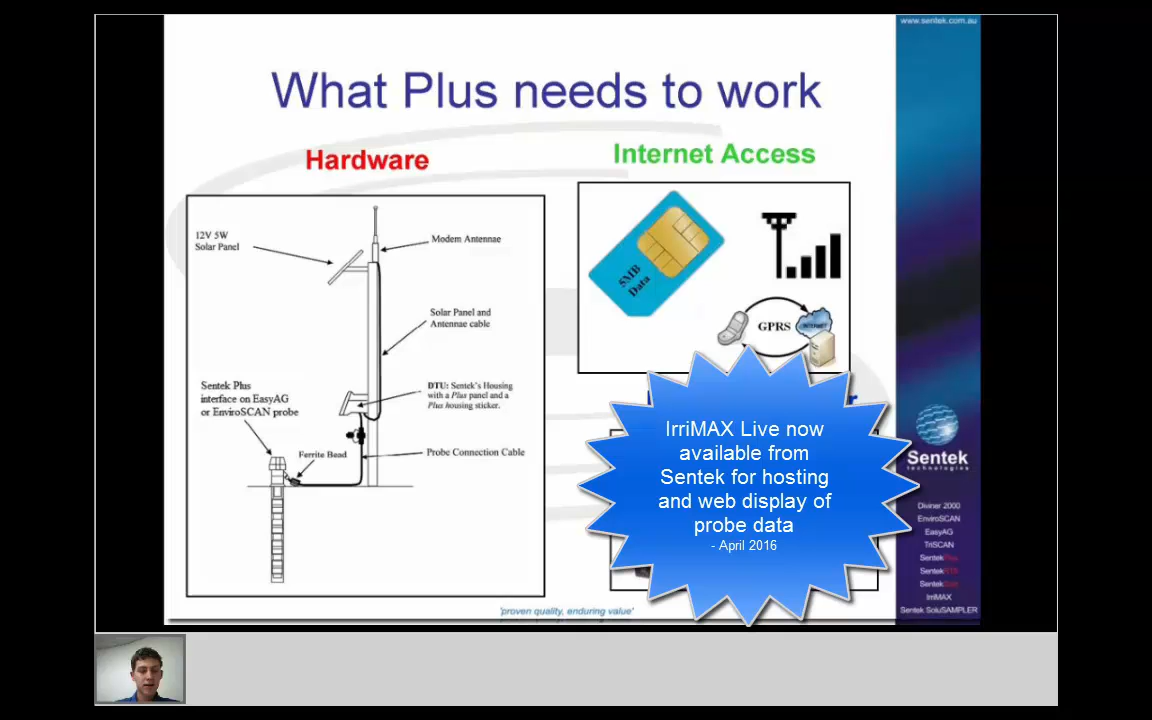 www.sentek.com.au
What Plus needs to work
Hardware
Internet Access
12V 5W
Solar Panel
Modem Antennae
Solar Panel and
Antennae cable
Sentek Plus
interface on EasyAG
or EnviroSCAN probe
DTU: Sentek's Housing
with a Plus panel and a
Plus housing sticker.
Ferrite Bead
Probe Connection Cable
5MB
Data
GPRS
INTERNET
IrriMAX Live now
available from
Sentek for hosting
and web display of
probe data
- April 2016
Sentek
technologies
Diviner 2000
EnviroSCAN
EasyAG
TriSCAN
SentekPlus
Sentek
Sentek
IrriMAX
Sentek SoluSAMPLER
'proven quality, enduring value'